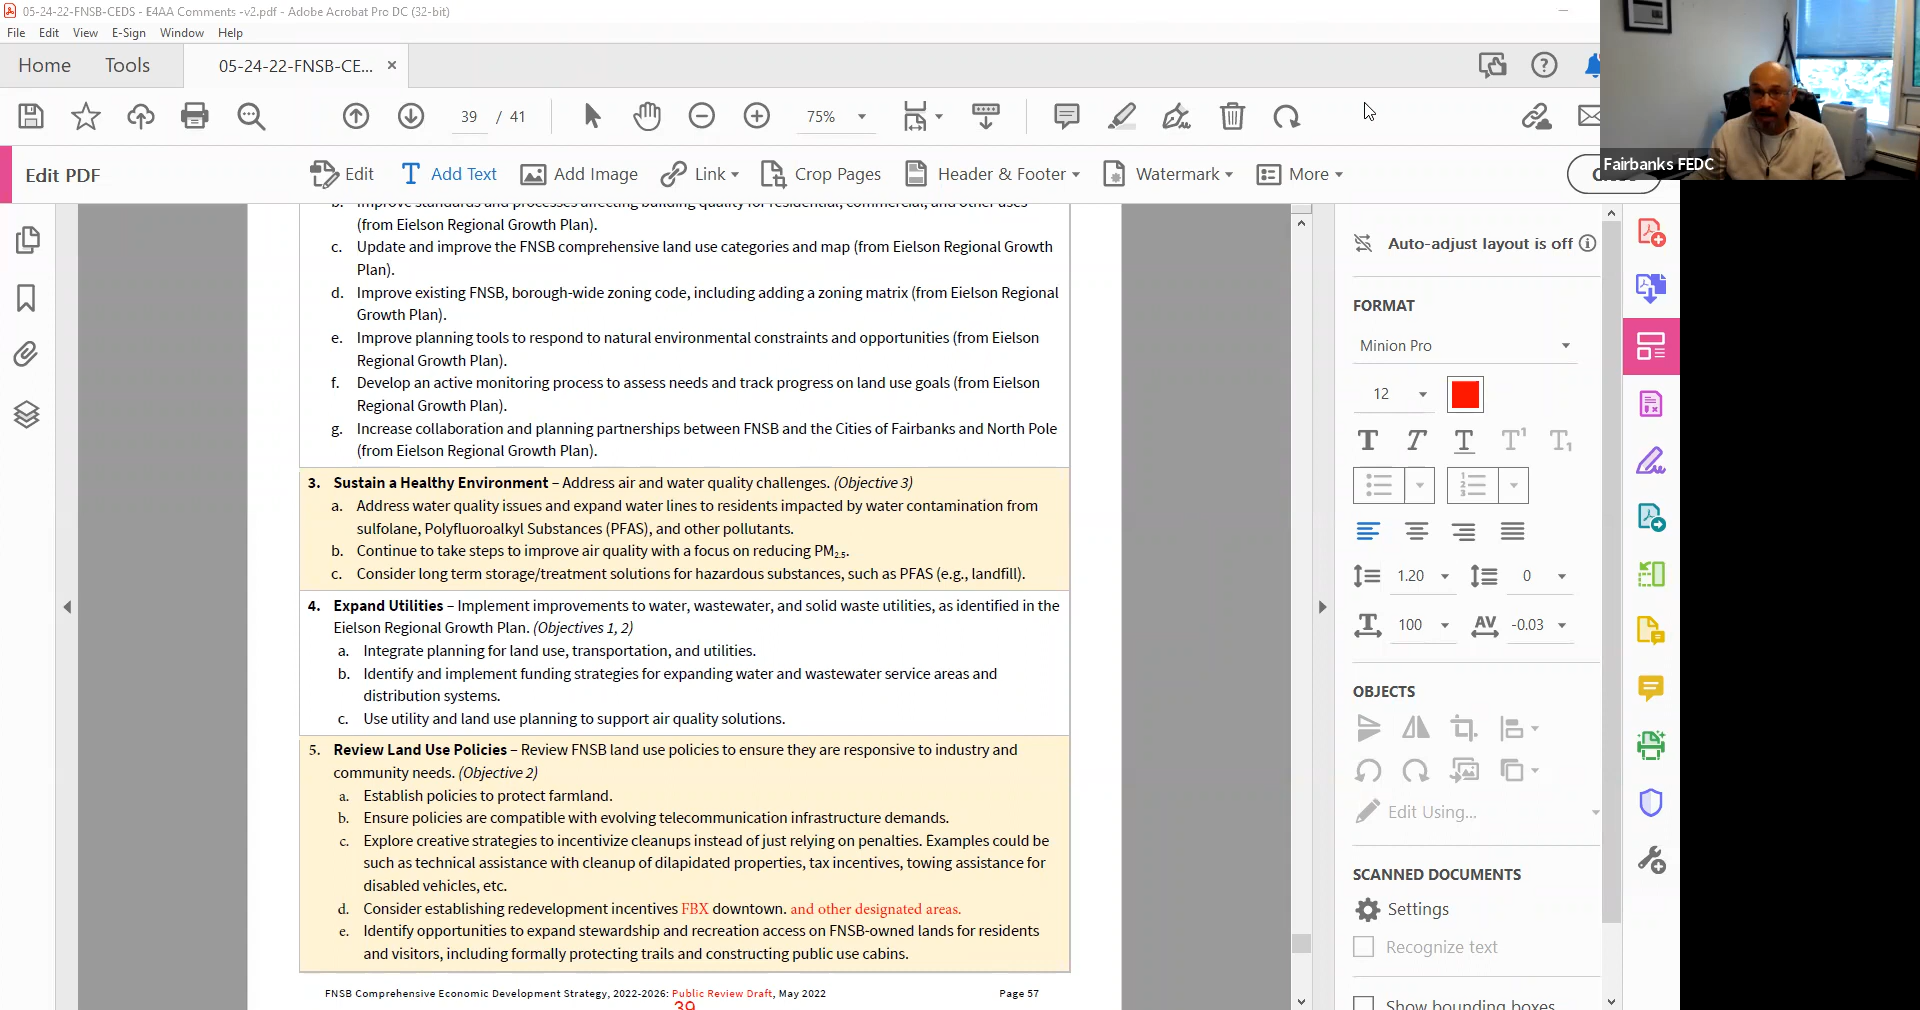 05-24-22-FNSB-CEDS - E4AA Comments -v2.pdf - Adobe Acrobat Pro DC (32-bit)
File Edit View E-Sign Window Help
Home Tools 05-24-22-FNSB-CE... ×
39 / 41 75%
Fairbanks FEDC
Edit PDF Edit Add Text Add Image Link Crop Pages Header & Footer Watermark More
b. Improve standards and processes affecting building quality for residential, commercial, and other uses
(from Eielson Regional Growth Plan).
c. Update and improve the FNSB comprehensive land use categories and map (from Eielson Regional Growth
Plan).
d. Improve existing FNSB, borough-wide zoning code, including adding a zoning matrix (from Eielson Regional
Growth Plan).
e. Improve planning tools to respond to natural environmental constraints and opportunities (from Eielson
Regional Growth Plan).
f. Develop an active monitoring process to assess needs and track progress on land use goals (from Eielson
Regional Growth Plan).
g. Increase collaboration and planning partnerships between FNSB and the Cities of Fairbanks and North Pole
(from Eielson Regional Growth Plan).
3. Sustain a Healthy Environment – Address air and water quality challenges. (Objective 3)
a. Address water quality issues and expand water lines to residents impacted by water contamination from
sulfolane, Polyfluoroalkyl Substances (PFAS), and other pollutants.
b. Continue to take steps to improve air quality with a focus on reducing PM2.5.
c. Consider long term storage/treatment solutions for hazardous substances, such as PFAS (e.g., landfill).
4. Expand Utilities – Implement improvements to water, wastewater, and solid waste utilities, as identified in the
Eielson Regional Growth Plan. (Objectives 1, 2)
a. Integrate planning for land use, transportation, and utilities.
b. Identify and implement funding strategies for expanding water and wastewater service areas and
distribution systems.
c. Use utility and land use planning to support air quality solutions.
5. Review Land Use Policies – Review FNSB land use policies to ensure they are responsive to industry and
community needs. (Objective 2)
a. Establish policies to protect farmland.
b. Ensure policies are compatible with evolving telecommunication infrastructure demands.
c. Explore creative strategies to incentivize cleanups instead of just relying on penalties. Examples could be
such as technical assistance with cleanup of dilapidated properties, tax incentives, towing assistance for
disabled vehicles, etc.
d. Consider establishing redevelopment incentives FBX downtown. and other designated areas.
e. Identify opportunities to expand stewardship and recreation access on FNSB-owned lands for residents
and visitors, including formally protecting trails and constructing public use cabins.
FNSB Comprehensive Economic Development Strategy, 2022-2026: Public Review Draft, May 2022 Page 57
39
Auto-adjust layout is off
FORMAT
Minion Pro
12
1.20 0
100 AV -0.03
OBJECTS
Edit Using...
SCANNED DOCUMENTS
Settings
Recognize text
Show bounding boxes